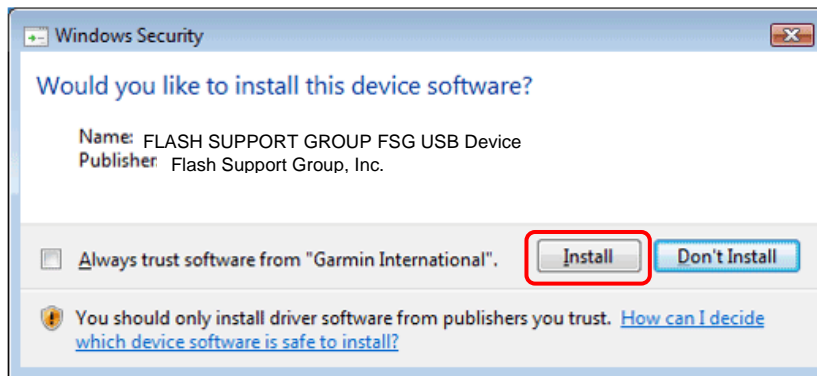 Windows Security
Would you like to install this device software?
Name: FLASH SUPPORT GROUP FSG USB Device
Publisher: Flash Support Group, Inc.
Always trust software from "Garmin International".
Install
Don't Install
You should only install driver software from publishers you trust. How can I decide
which device software is safe to install?